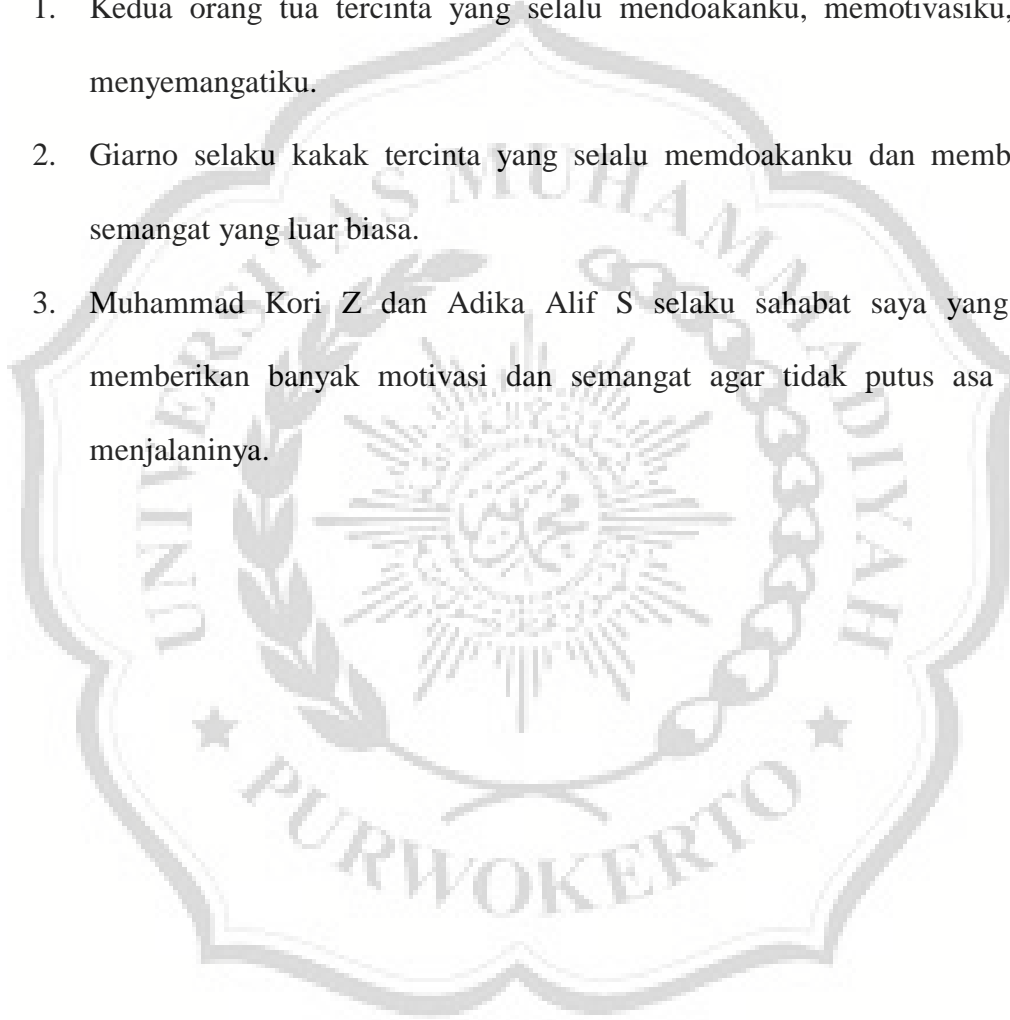 1. Kedua orang tua tercinta yang selalu mendoakanku, memotivasiku,
menyemangatiku.
2. Giarno selaku kakak tercinta yang selalu memdoakanku dan memb
semangat yang luar biasa.
3. Muhammad Kori Z dan Adika Alif S selaku sahabat saya yang
memberikan banyak motivasi dan semangat agar tidak putus asa
menjalaninya.
UNIVERSITAS MUHAMMADIYAH
PURWOKERTO